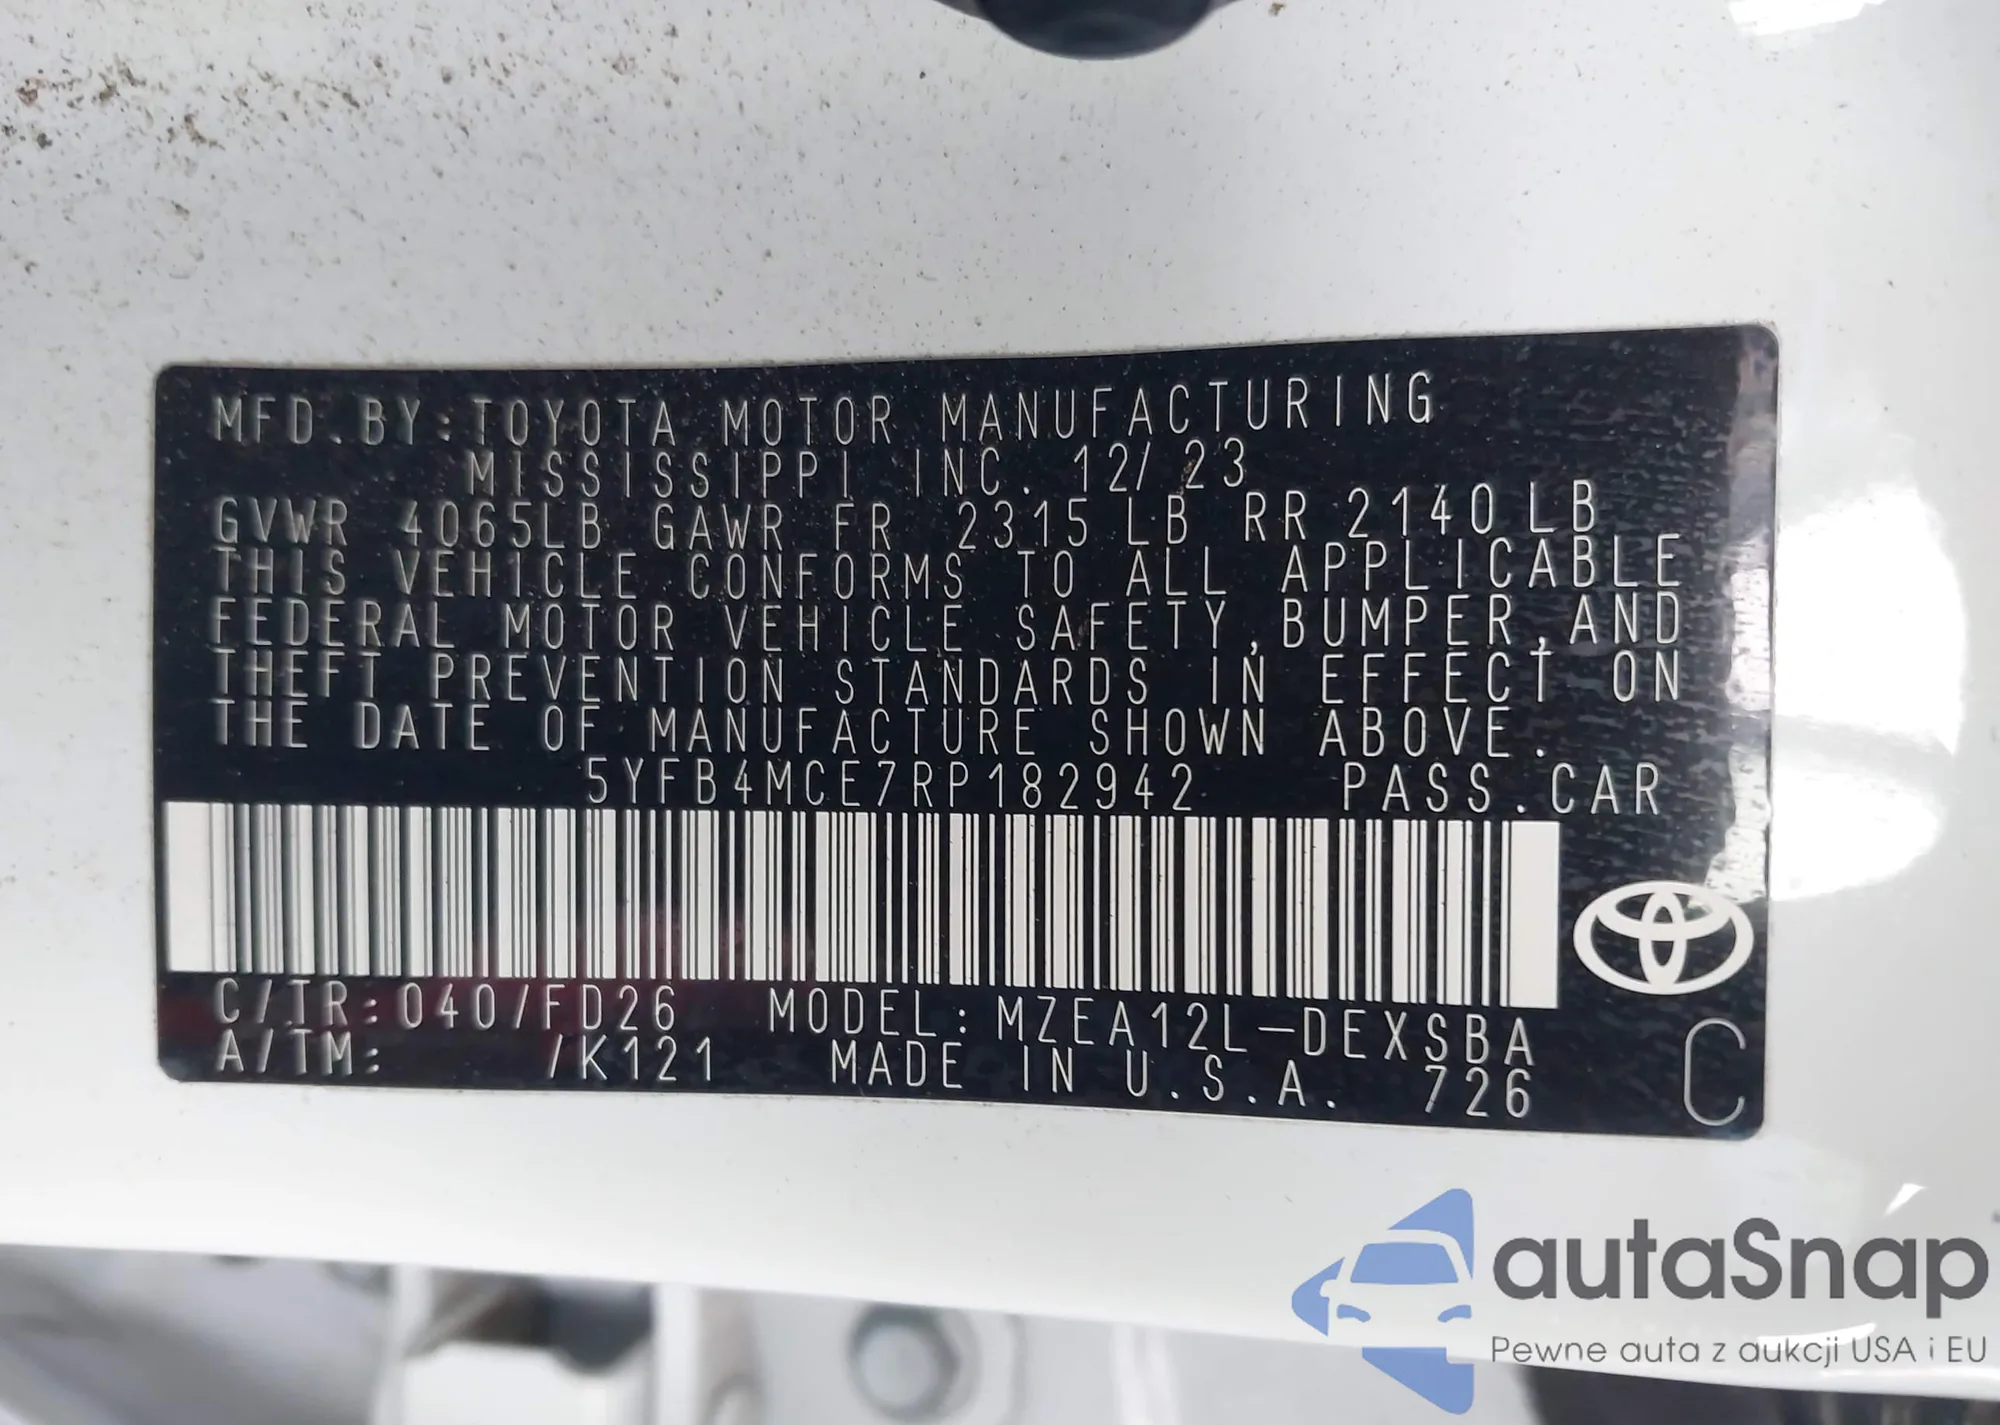 MFD.BY:TOYOTA MOTOR MANUFACTURING
MISSISSIPPI INC. 12/23
GVWR 4065LB GAWR FR 2315 LB RR 2140LB
THIS VEHICLE CONFORMS TO ALL APPLICABLE
FEDERAL MOTOR VEHICLE SAFETY,BUMPER,AND
THEFT PREVENTION STANDARDS IN EFFECT ON
THE DATE OF MANUFACTURE SHOWN ABOVE.
5YFB4MCE7RP182942 PASS.CAR
C/TR:040/FD26 MODEL:MZEA12L-DEXSBA
A/TM: /K121 MADE IN U.S.A. 726
C
autaSnap
Pewne auta z aukcji USA i EU